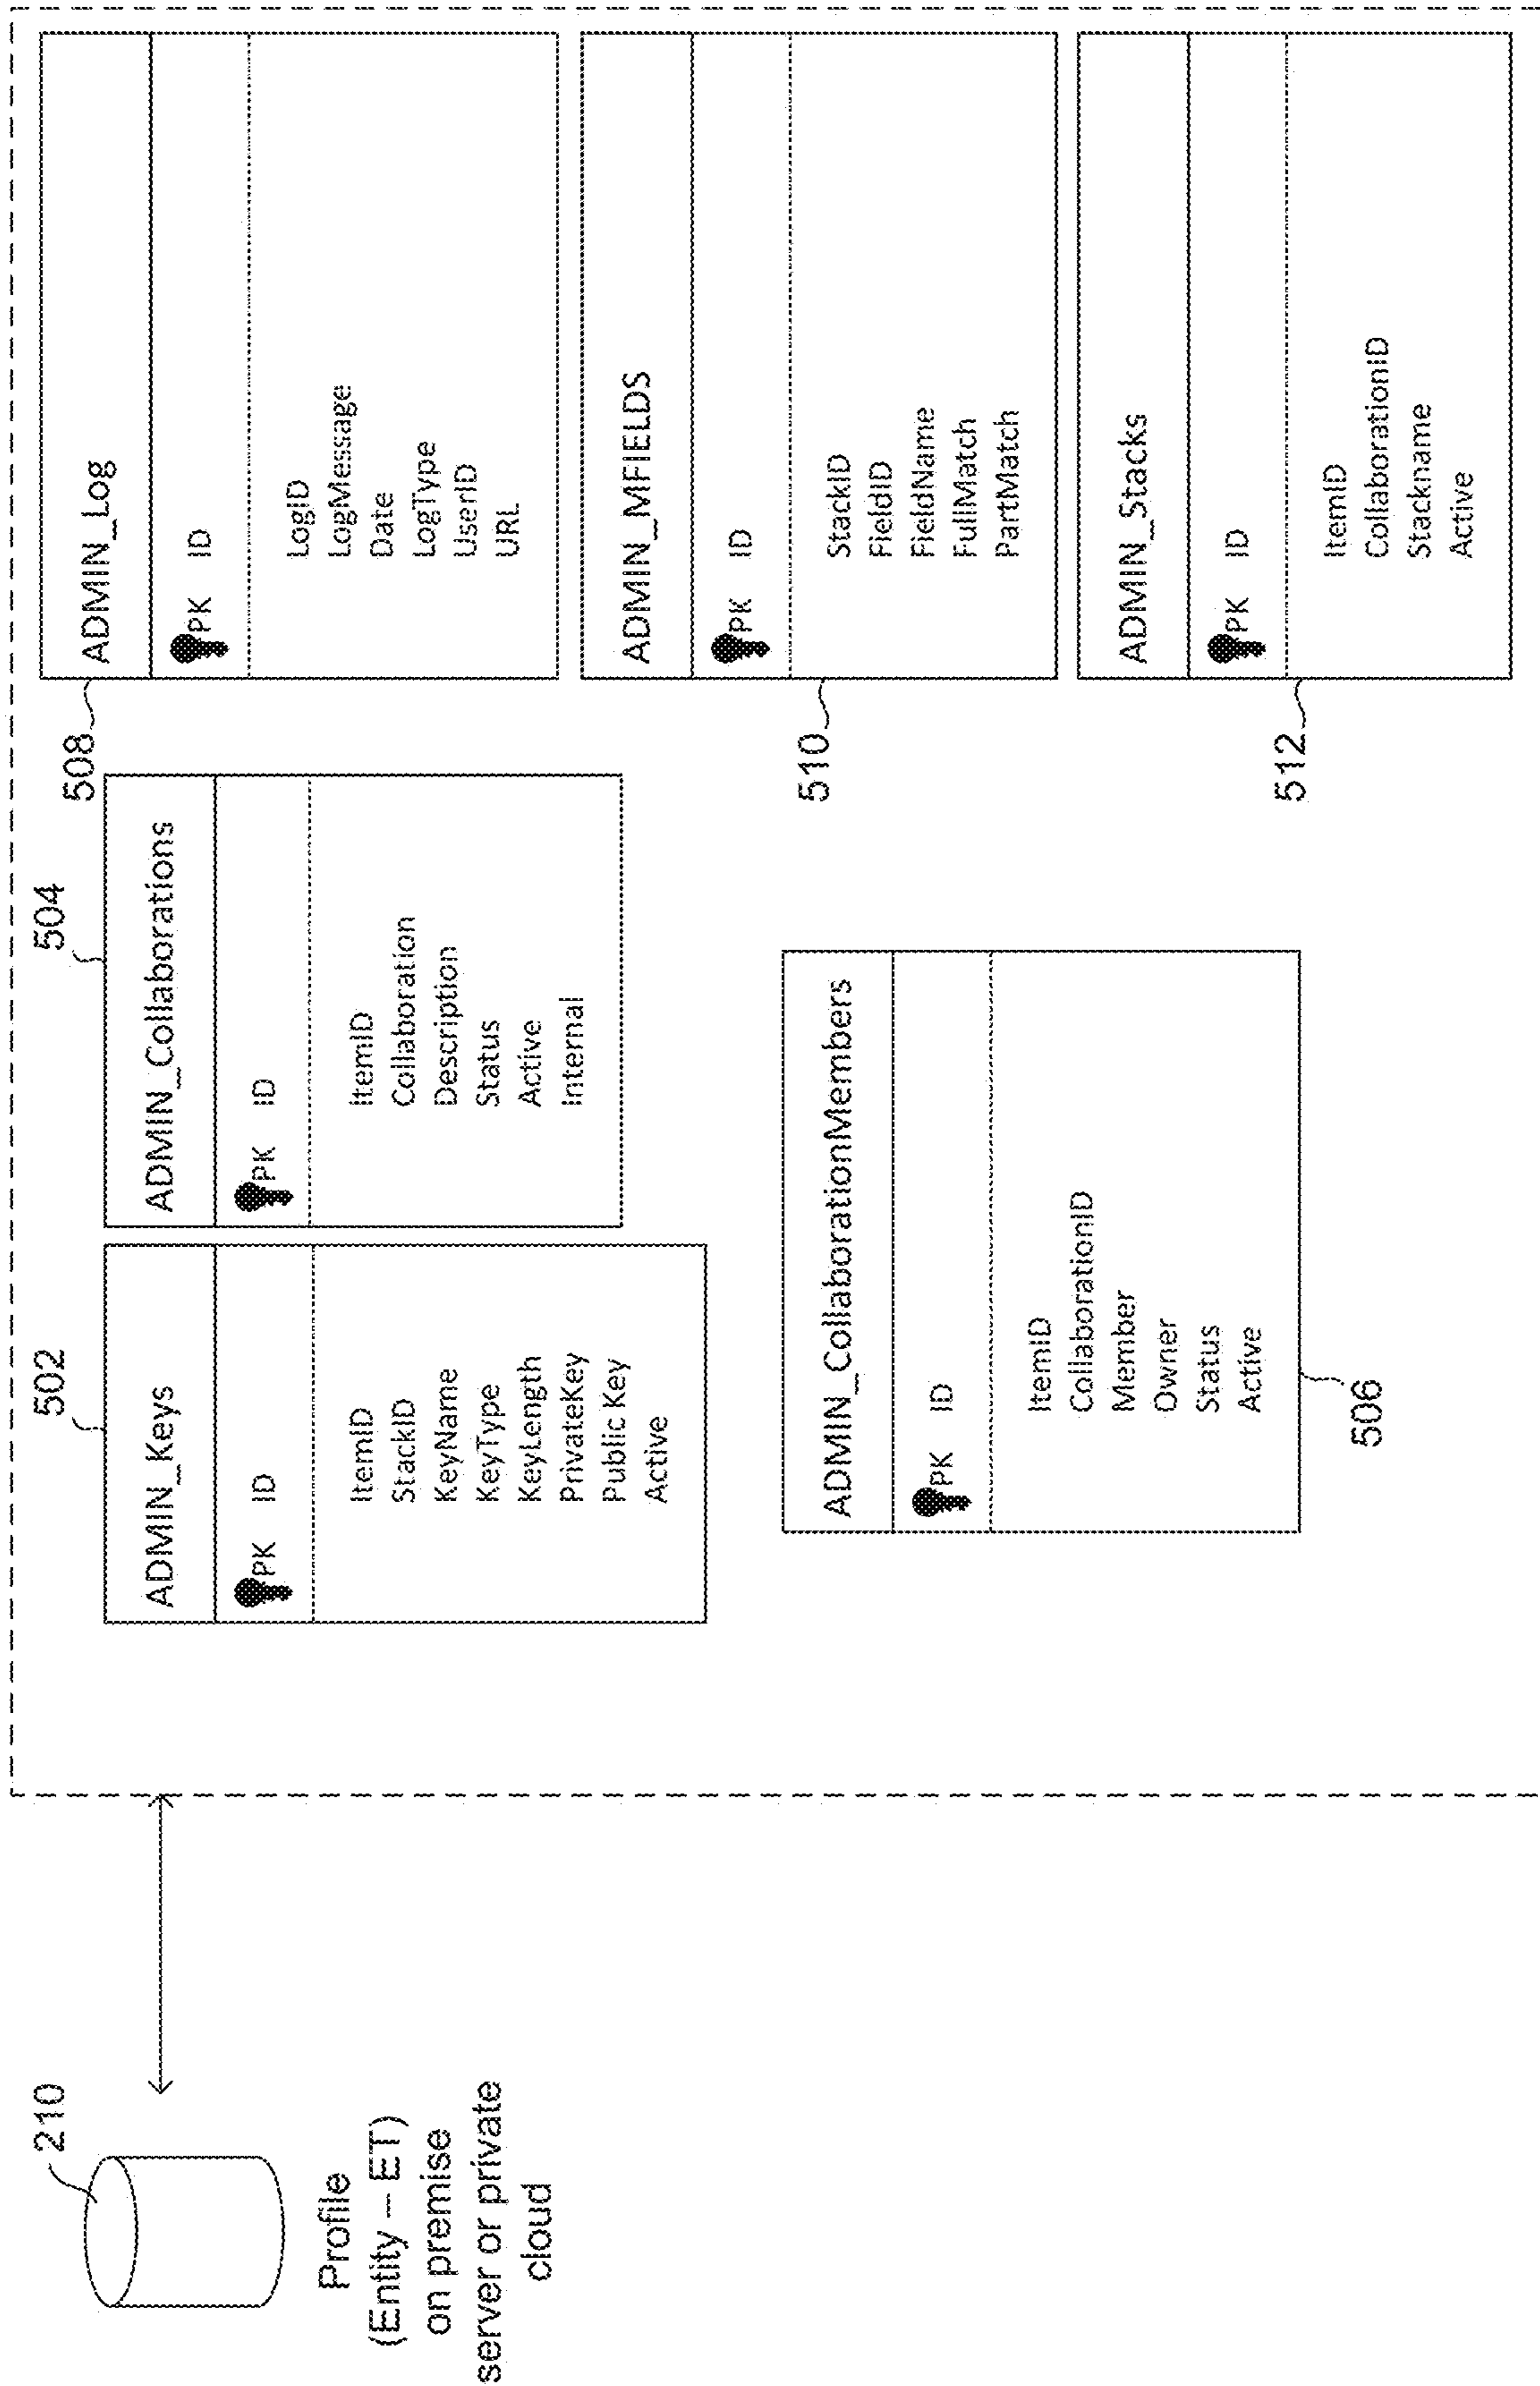 210
Profile
(Entity – ET)
on premise
server or private
cloud
502
ADMIN_Keys
PK ID
ItemID
StackID
KeyName
KeyType
KeyLength
PrivateKey
Public Key
Active
504
ADMIN_Collaborations
PK ID
ItemID
Collaboration
Description
Status
Active
Internal
ADMIN_CollaborationMembers
PK ID
ItemID
CollaborationID
Member
Owner
Status
Active
506
508
ADMIN_Log
PK ID
LogID
LogMessage
Date
LogType
UserID
URL
510
ADMIN_MFIELDS
PK ID
StackID
FieldID
FieldName
FullMatch
PartMatch
512
ADMIN_Stacks
PK ID
ItemID
CollaborationID
Stackname
Active